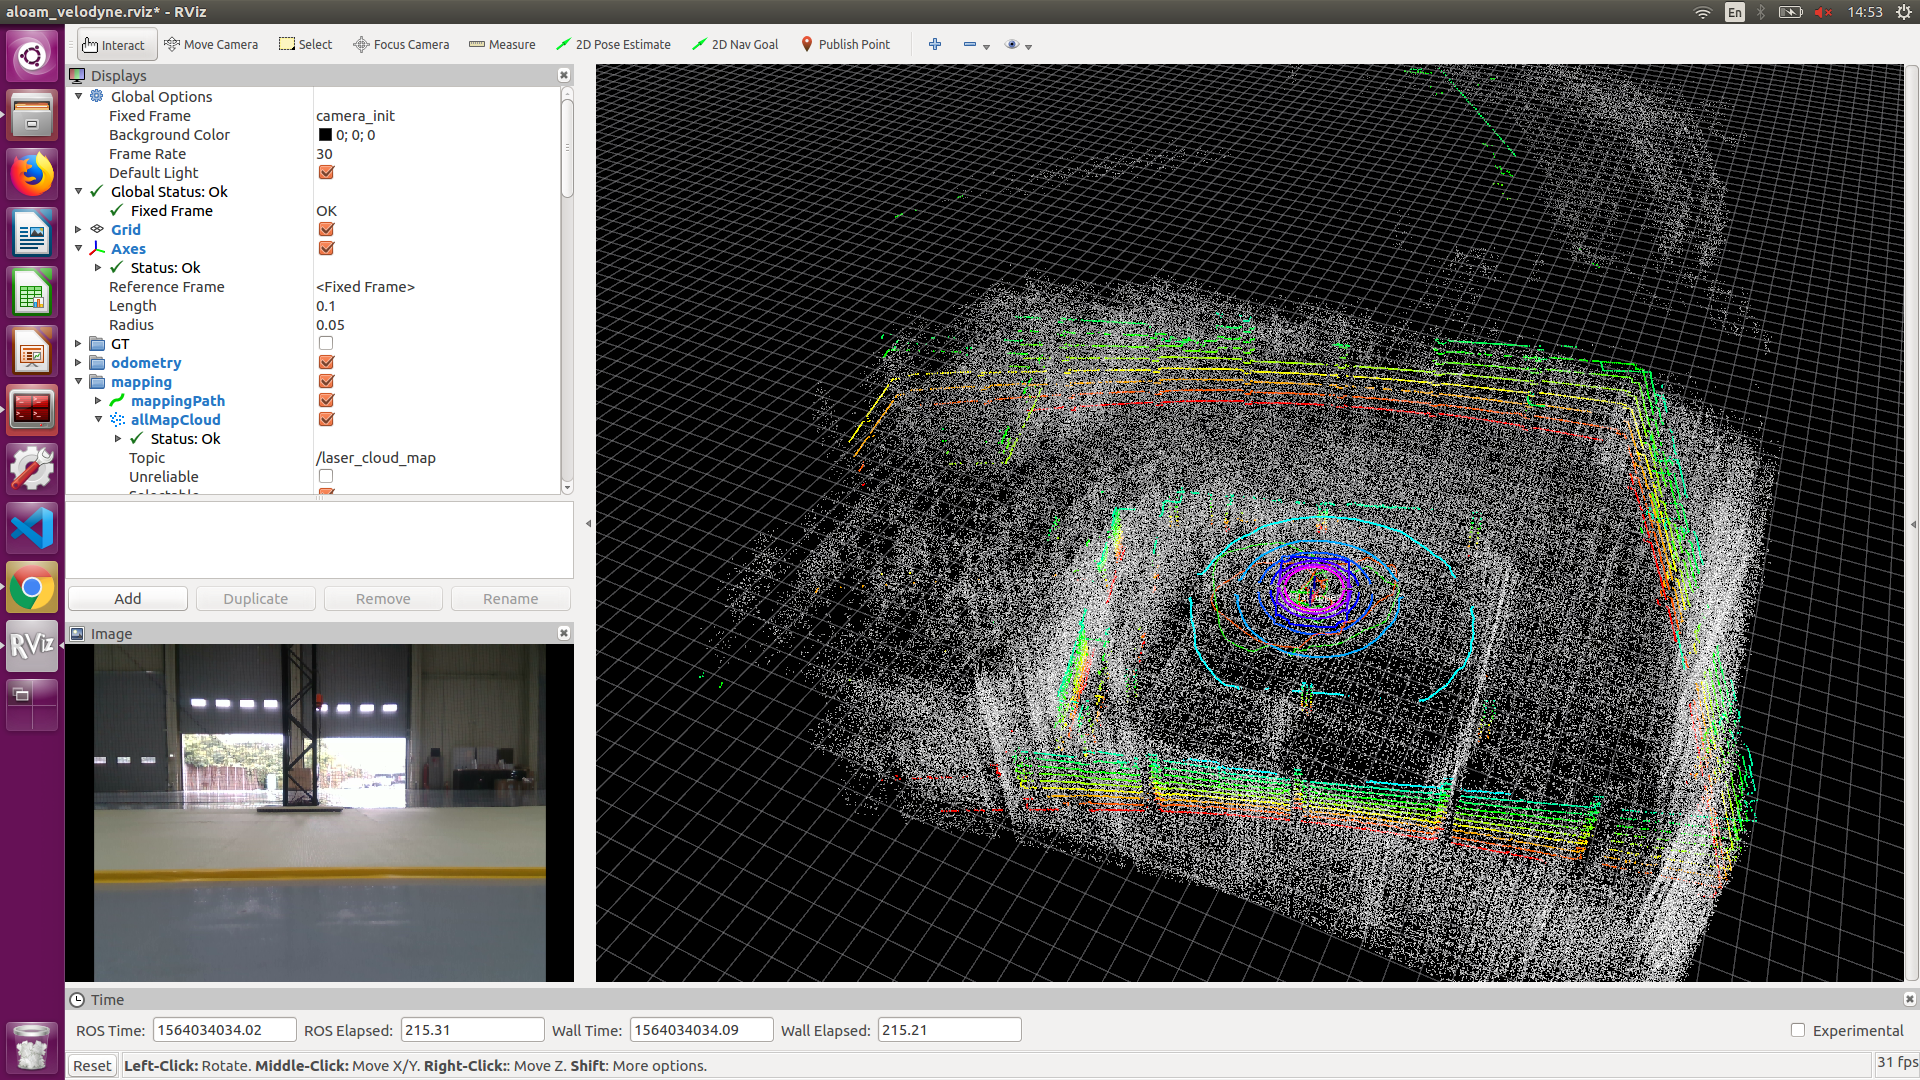 aloam_velodyne.rviz* - RViz
En
14:53
Interact
Move Camera
Select
Focus Camera
Measure
2D Pose Estimate
2D Nav Goal
Publish Point
Displays
Global Options
Fixed Frame camera_init
Background Color 0; 0; 0
Frame Rate 30
Default Light
Global Status: Ok
Fixed Frame OK
Grid
Axes
Status: Ok
Reference Frame <Fixed Frame>
Length 0.1
Radius 0.05
GT
odometry
mapping
mappingPath
allMapCloud
Status: Ok
Topic /laser_cloud_map
Unreliable
Selectable
Add
Duplicate
Remove
Rename
RViz
Image
Time
ROS Time: 1564034034.02 ROS Elapsed: 215.31 Wall Time: 1564034034.09 Wall Elapsed: 215.21 Experimental
Reset
Left-Click: Rotate. Middle-Click: Move X/Y. Right-Click:: Move Z. Shift: More options.
31 fps